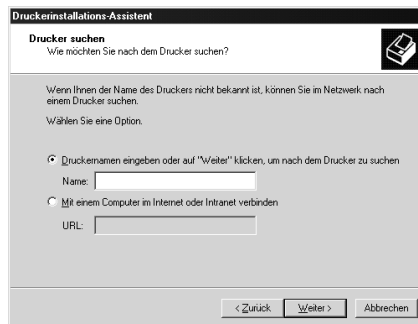 Druckerinstallations-Assistent
Drucker suchen
Wie möchten Sie nach dem Drucker suchen?
Wenn Ihnen der Name des Druckers nicht bekannt ist, können Sie im Netzwerk nach
einem Drucker suchen.
Wählen Sie eine Option.
Druckernamen eingeben oder auf "Weiter" klicken, um nach dem Drucker zu suchen
Name:
Mit einem Computer im Internet oder Intranet verbinden
URL:
< Zurück Weiter > Abbrechen